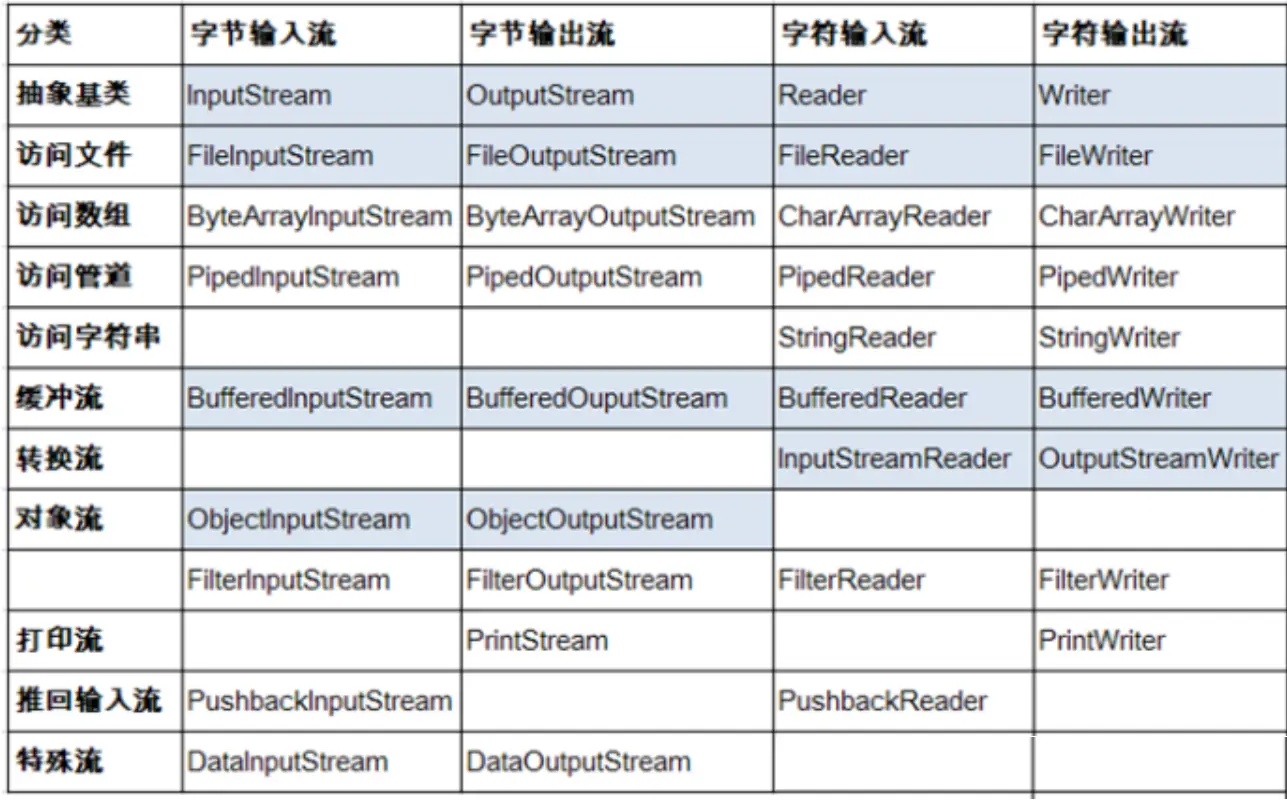 分类 字节输入流 字节输出流 字符输入流 字符输出流
抽象基类 InputStream OutputStream Reader Writer
访问文件 FileInputStream FileOutputStream FileReader FileWriter
访问数组 ByteArrayInputStream ByteArrayOutputStream CharArrayReader CharArrayWriter
访问管道 PipedInputStream PipedOutputStream PipedReader PipedWriter
访问字符串 StringReader StringWriter
缓冲流 BufferedInputStream BufferedOuputStream BufferedReader BufferedWriter
转换流 InputStreamReader OutputStreamWriter
对象流 ObjectInputStream ObjectOutputStream
FilterInputStream FilterOutputStream FilterReader FilterWriter
打印流 PrintStream PrintWriter
推回输入流 PushbackInputStream PushbackReader
特殊流 DataInputStream DataOutputStream